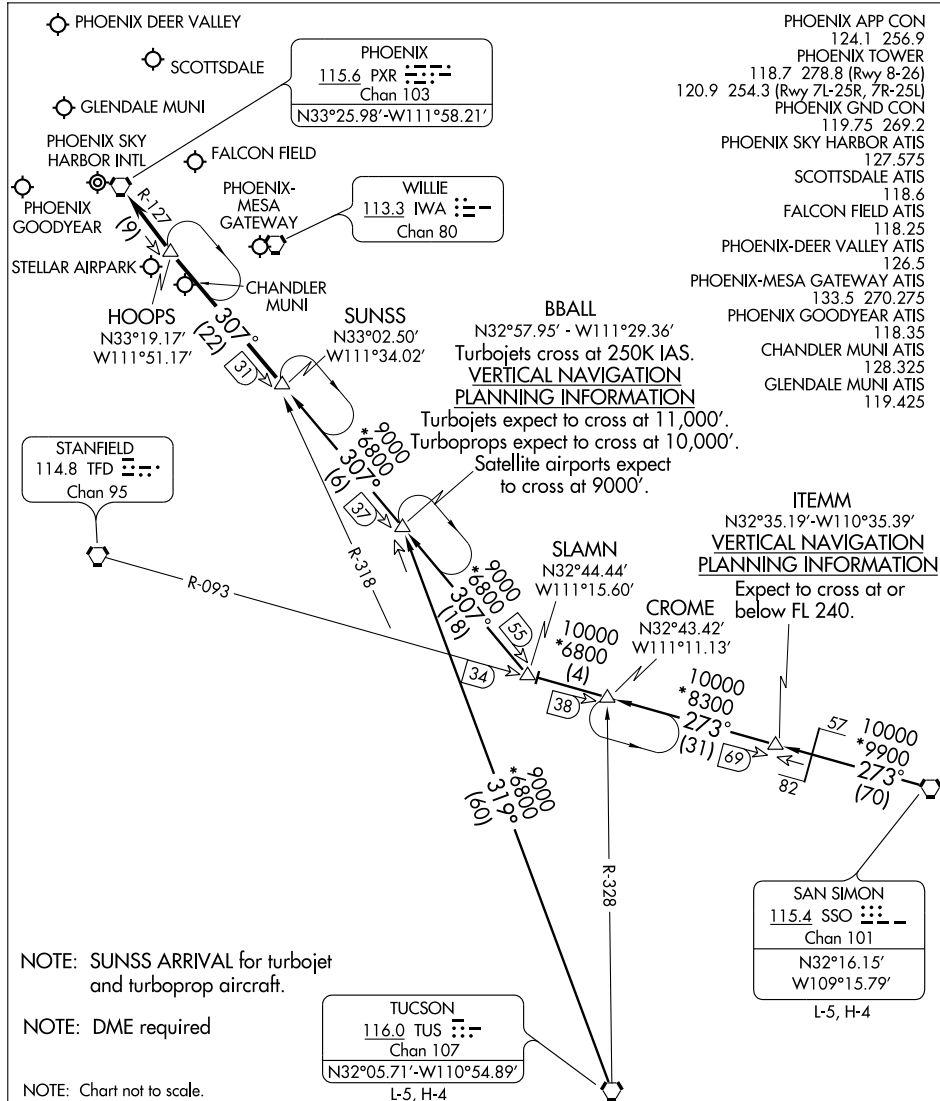 PHOENIX DEER VALLEY
SCOTTSDALE
GLENDALE MUNI
PHOENIX SKY
HARBOR INTL
FALCON FIELD
PHOENIX
GOODYEAR
PHOENIX-
MESA
GATEWAY
STELLAR AIRPARK
CHANDLER
MUNI
PHOENIX
115.6 PXR
Chan 103
N33°25.98'-W111°58.21'
WILLIE
113.3 IWA
Chan 80
PHOENIX APP CON
124.1 256.9
PHOENIX TOWER
118.7 278.8 (Rwy 8-26)
120.9 254.3 (Rwy 7L-25R, 7R-25L)
PHOENIX GND CON
119.75 269.2
PHOENIX SKY HARBOR ATIS
127.575
SCOTTSDALE ATIS
118.6
FALCON FIELD ATIS
118.25
PHOENIX-DEER VALLEY ATIS
126.5
PHOENIX-MESA GATEWAY ATIS
133.5 270.275
PHOENIX GOODYEAR ATIS
118.35
CHANDLER MUNI ATIS
128.325
GLENDALE MUNI ATIS
119.425
R-127
(9)
HOOPS
N33°19.17'
W111°51.17'
307°
(22)
31
SUNSS
N33°02.50'
W111°34.02'
BBALL
N32°57.95' - W111°29.36'
Turbojets cross at 250K IAS.
VERTICAL NAVIGATION
PLANNING INFORMATION
Turbojets expect to cross at 11,000'.
Turboprops expect to cross at 10,000'.
Satellite airports expect
to cross at 9000'.
9000
*6800
307°
(6)
37
STANFIELD
114.8 TFD
Chan 95
R-093
R-318
9000
*6800
307°
(18)
55
34
SLAMN
N32°44.44'
W111°15.60'
10000
*6800
(4)
38
CROME
N32°43.42'
W111°11.13'
ITEMM
N32°35.19'-W110°35.39'
VERTICAL NAVIGATION
PLANNING INFORMATION
Expect to cross at or
below FL 240.
10000
*8300
273°
(31)
69
57
82
10000
*9900
273°
(70)
9000
*6800
319°
(60)
R-328
SAN SIMON
115.4 SSO
Chan 101
N32°16.15'
W109°15.79'
L-5, H-4
TUCSON
116.0 TUS
Chan 107
N32°05.71'-W110°54.89'
L-5, H-4
NOTE: SUNSS ARRIVAL for turbojet
and turboprop aircraft.
NOTE: DME required
NOTE: Chart not to scale.